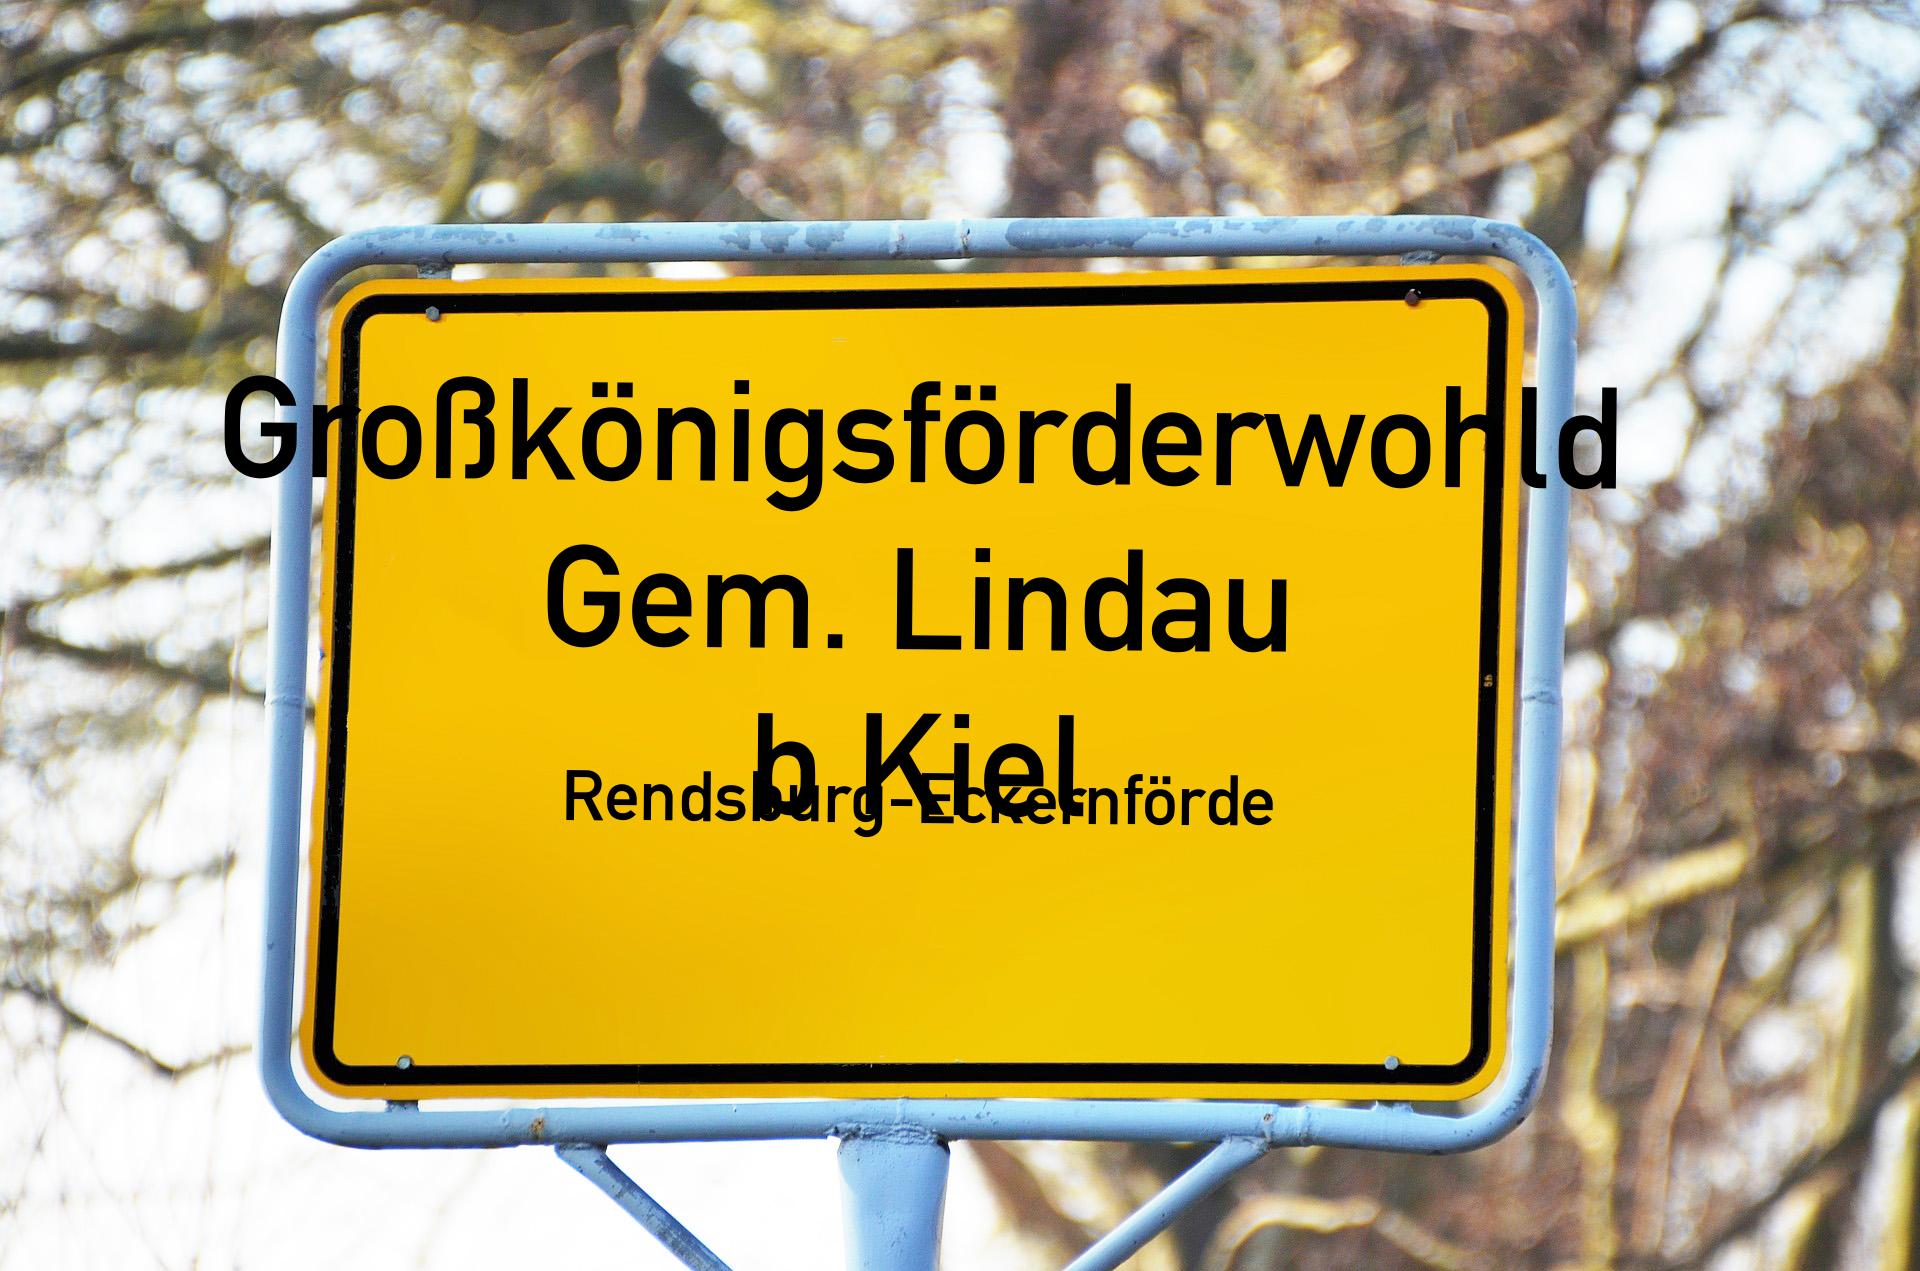 Großkönigsförderwohld
Gem. Lindau
b Kiel
Rendsburg-Eckernförde